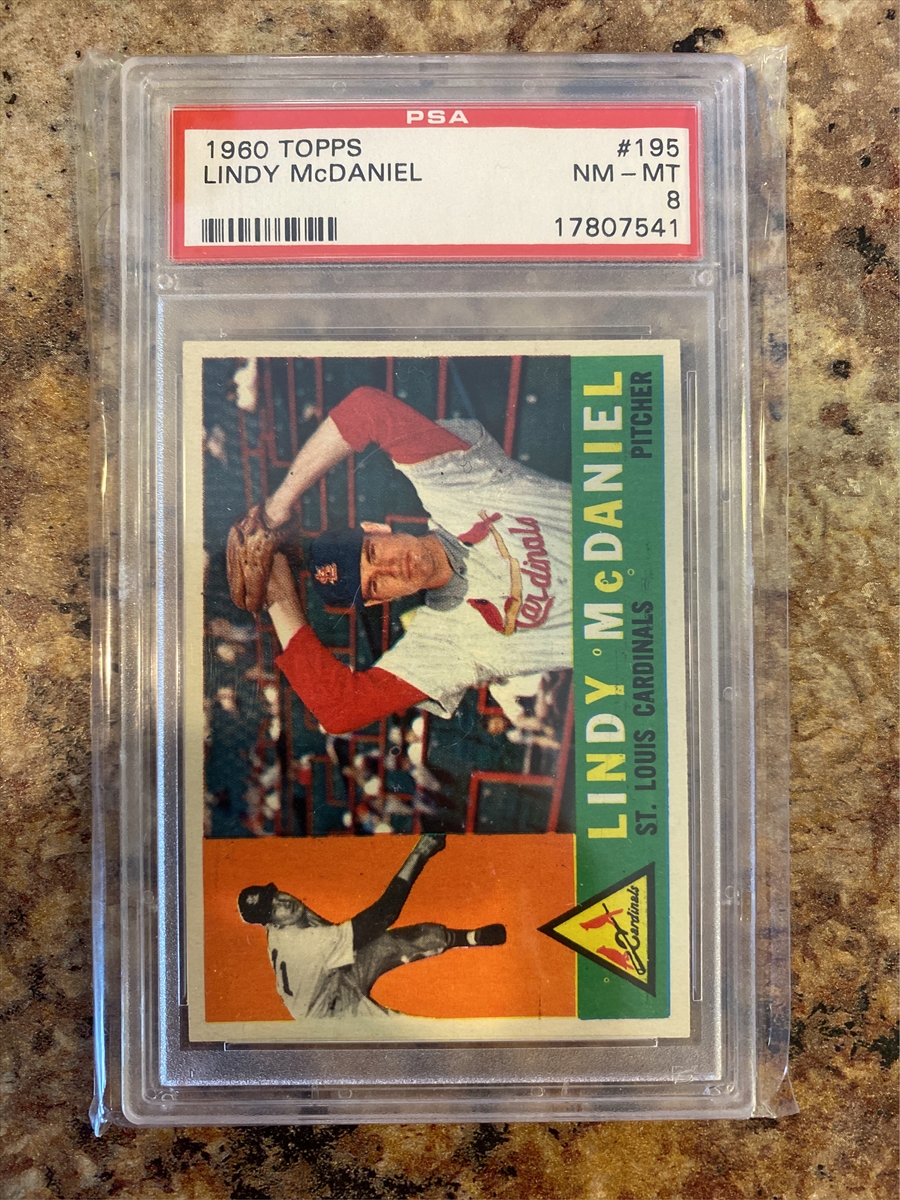 PSA
1960 TOPPS #195
LINDY McDANIEL NM - MT
8
17807541
Cardinals
LINDY McDANIEL
ST. LOUIS CARDINALS PITCHER
Cardinals